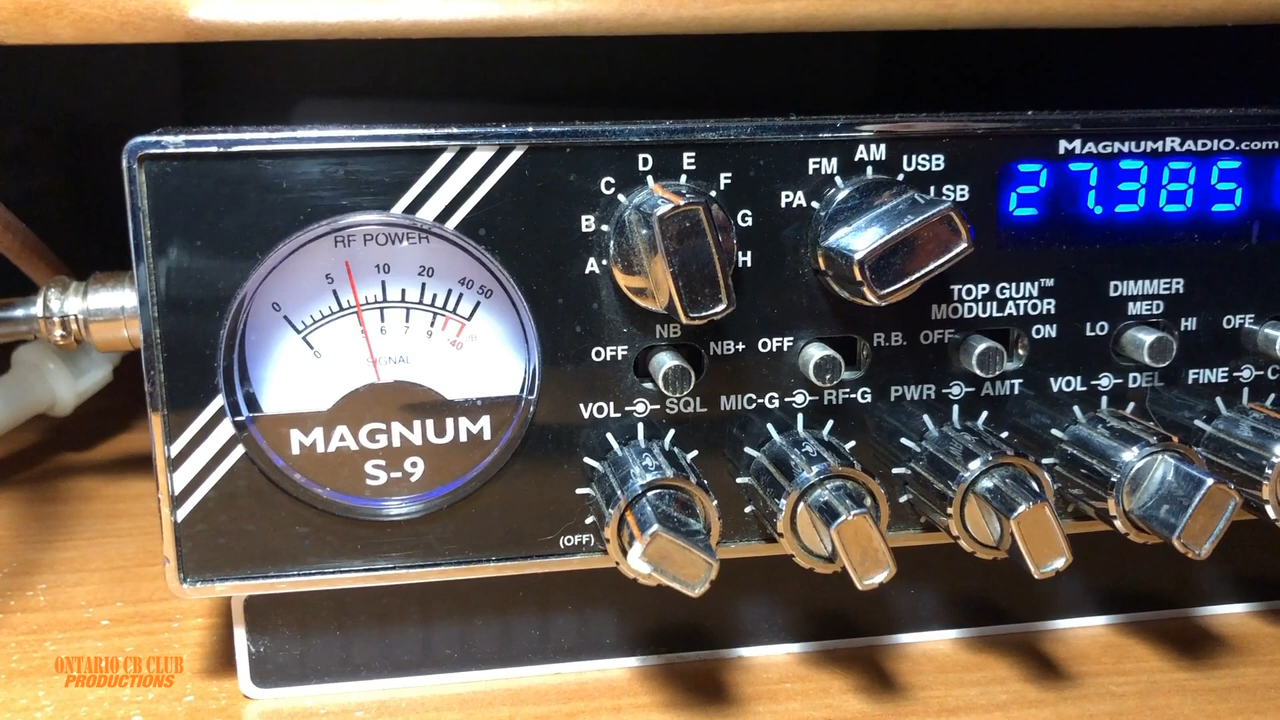 MAGNUMRADIO.COM
27.385
RF POWER
0 5 10 20 40 50
0 5 6 7 9 40
SIGNAL
MAGNUM
S-9
A B C D E F G H
PA FM AM USB LSB
NB
OFF NB+
OFF R.B.
TOP GUN™
MODULATOR
OFF ON
DIMMER
MED
LO HI
OFF
VOL SQL
MIC-G RF-G
PWR AMT
VOL DEL
FINE C
(OFF)
ONTARIO CB CLUB
PRODUCTIONS